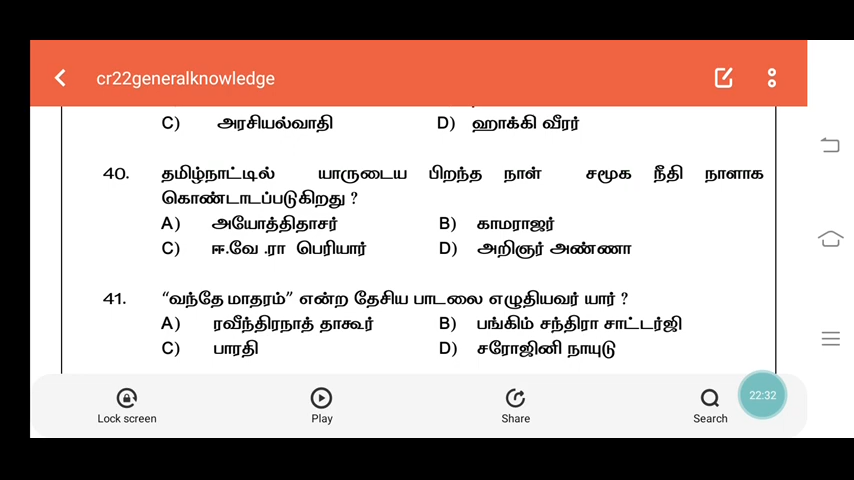 cr22generalknowledge
C) அரசியல்வாதி D) ஹாக்கி வீரர்
40. தமிழ்நாட்டில் யாருடைய பிறந்த நாள் சமூக நீதி நாளாக
கொண்டாடப்படுகிறது ?
A) அயோத்திதாசர் B) காமராஜர்
C) ஈ.வே .ரா பெரியார் D) அறிஞர் அண்ணா
41. “வந்தே மாதரம்” என்ற தேசிய பாடலை எழுதியவர் யார் ?
A) ரவீந்திரநாத் தாகூர் B) பங்கிம் சந்திரா சாட்டர்ஜி
C) பாரதி D) சரோஜினி நாயுடு
22:32
Lock screen Play Share Search